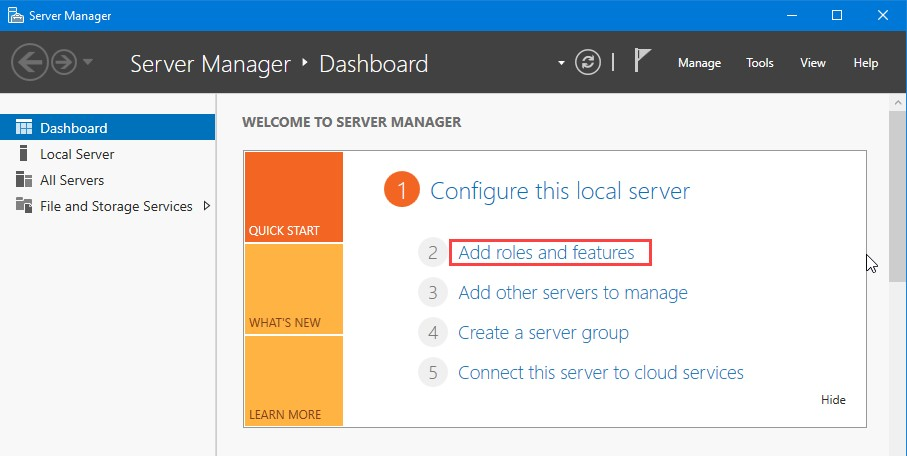 Server Manager
Server Manager ‣ Dashboard
Manage Tools View Help
Dashboard
Local Server
All Servers
File and Storage Services
WELCOME TO SERVER MANAGER
QUICK START
WHAT'S NEW
LEARN MORE
1 Configure this local server
2 Add roles and features
3 Add other servers to manage
4 Create a server group
5 Connect this server to cloud services
Hide